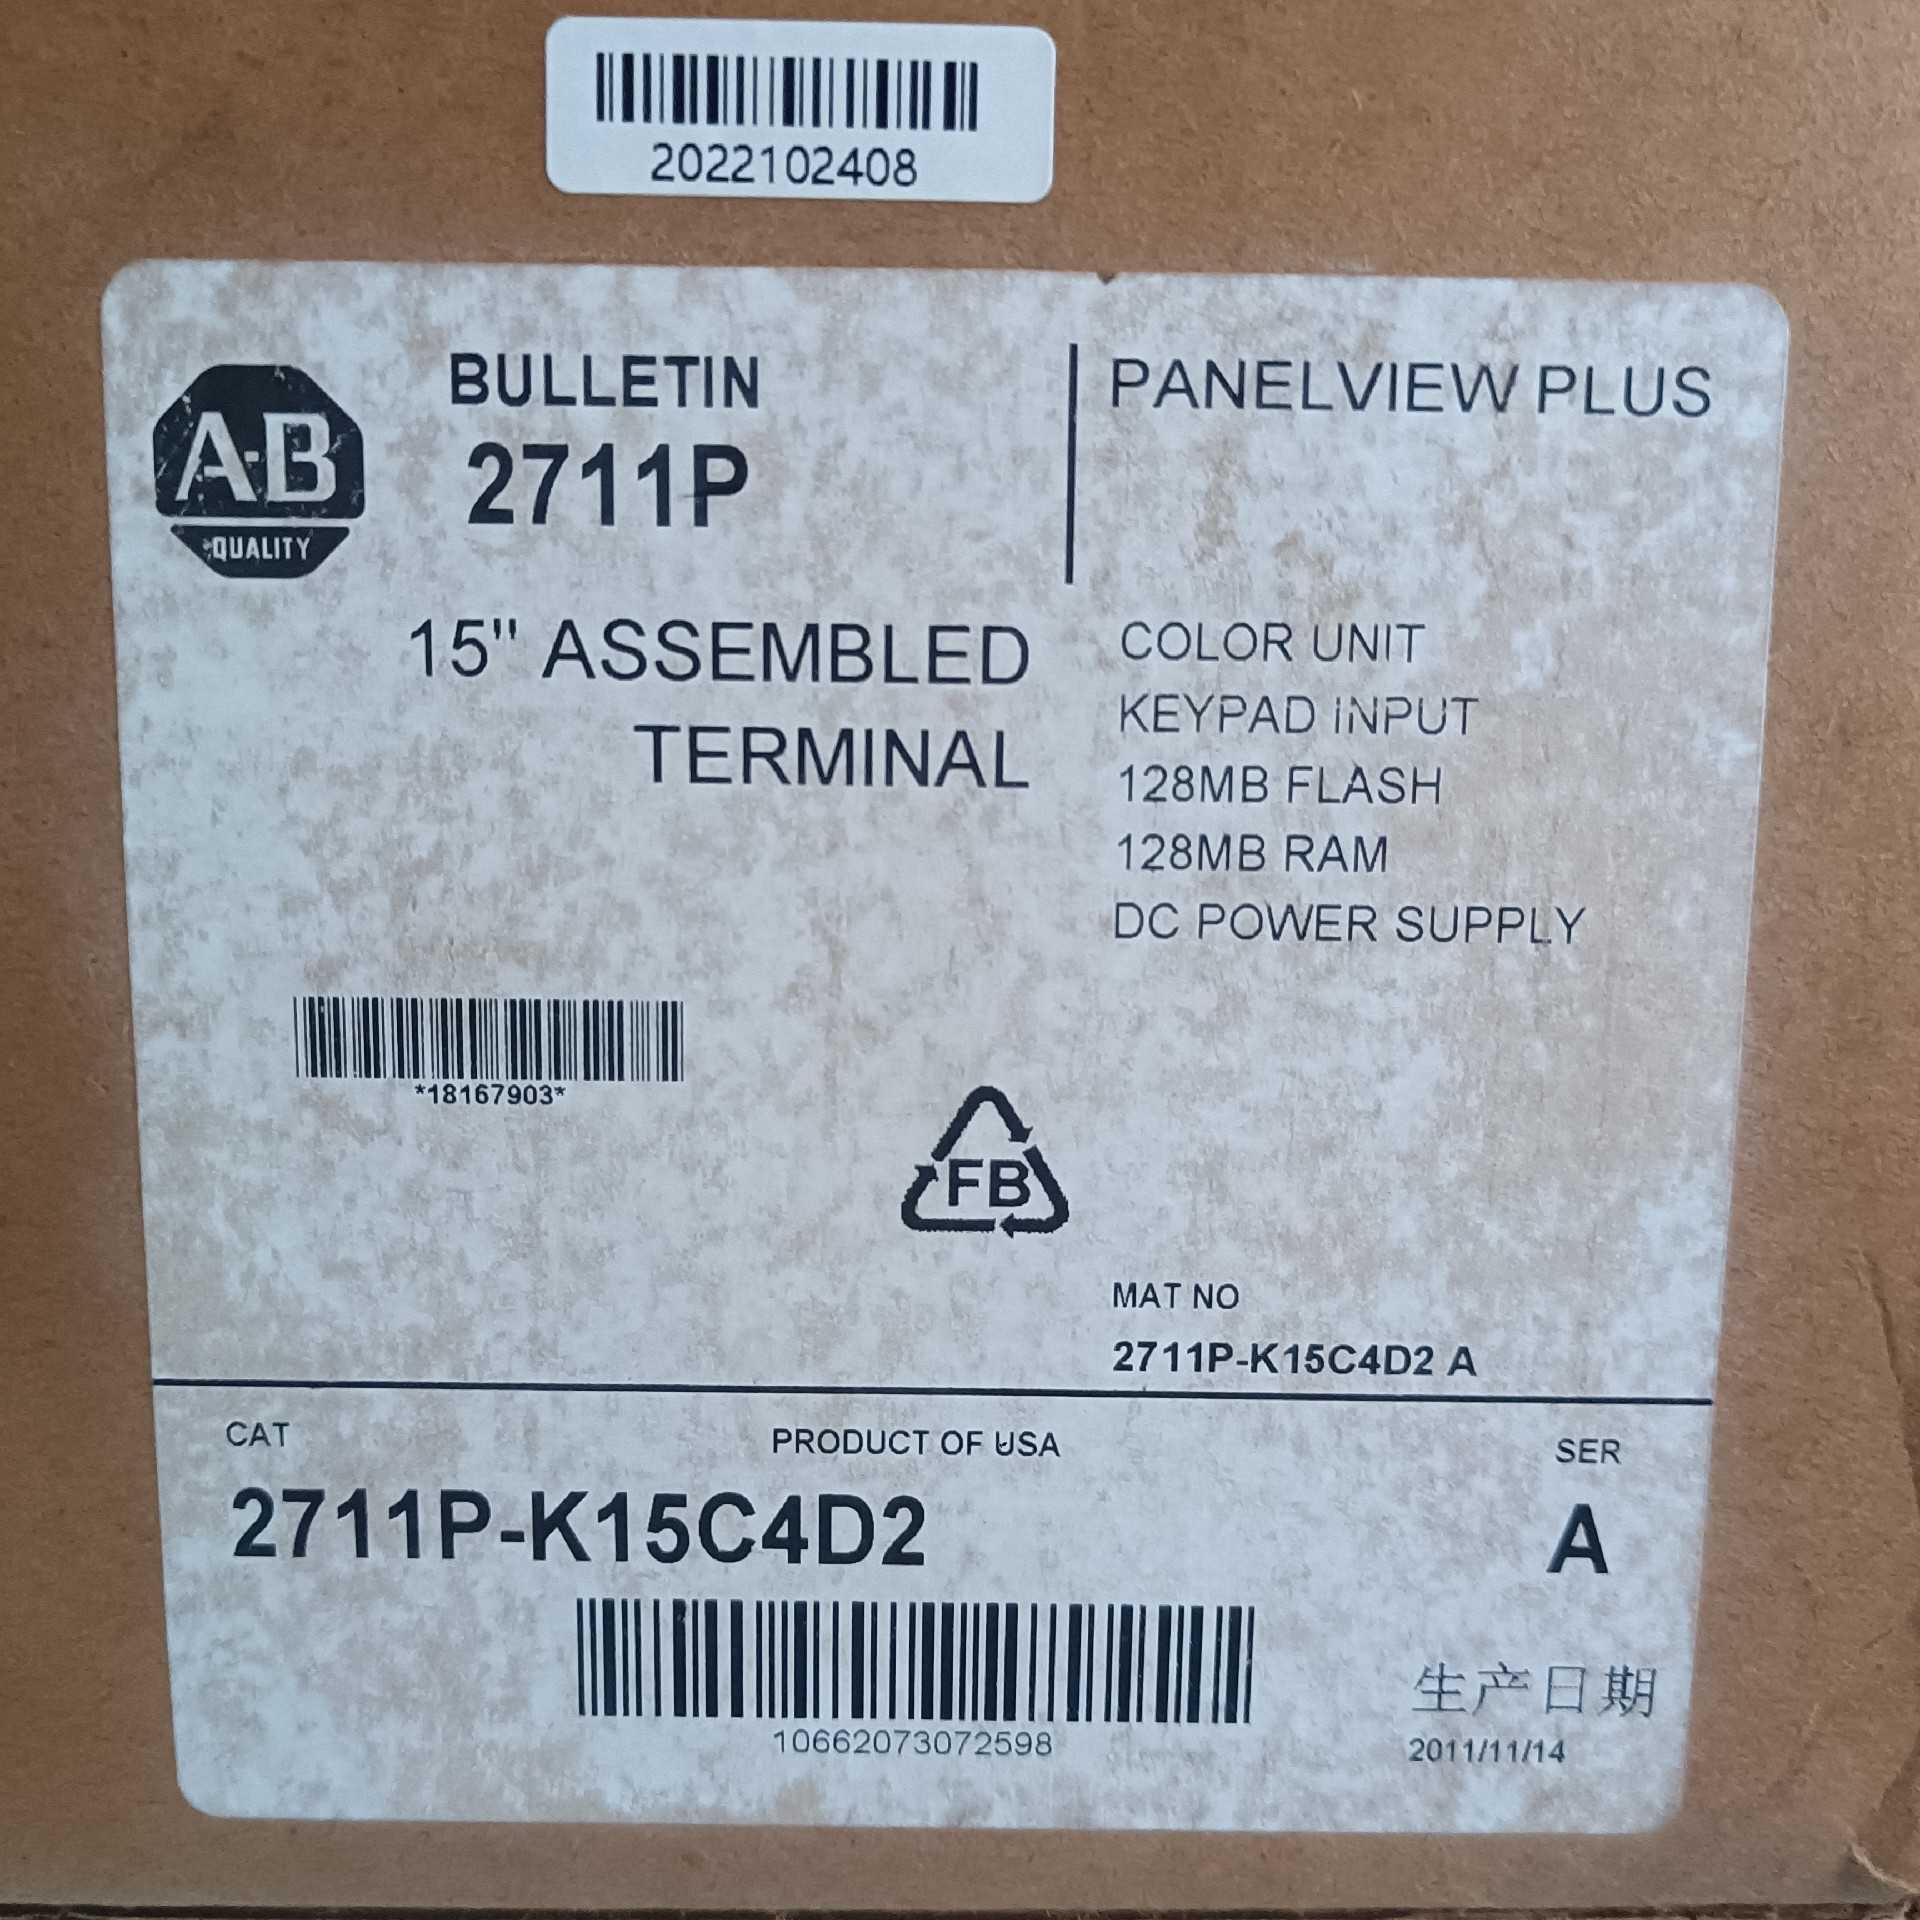 2022102408
A-B
QUALITY
BULLETIN
2711P
PANELVIEW PLUS
15" ASSEMBLED
TERMINAL
COLOR UNIT
KEYPAD INPUT
128MB FLASH
128MB RAM
DC POWER SUPPLY
*18167903*
FB
MAT NO
2711P-K15C4D2 A
CAT
PRODUCT OF USA
SER
2711P-K15C4D2
A
10662073072598
生产日期
2011/11/14